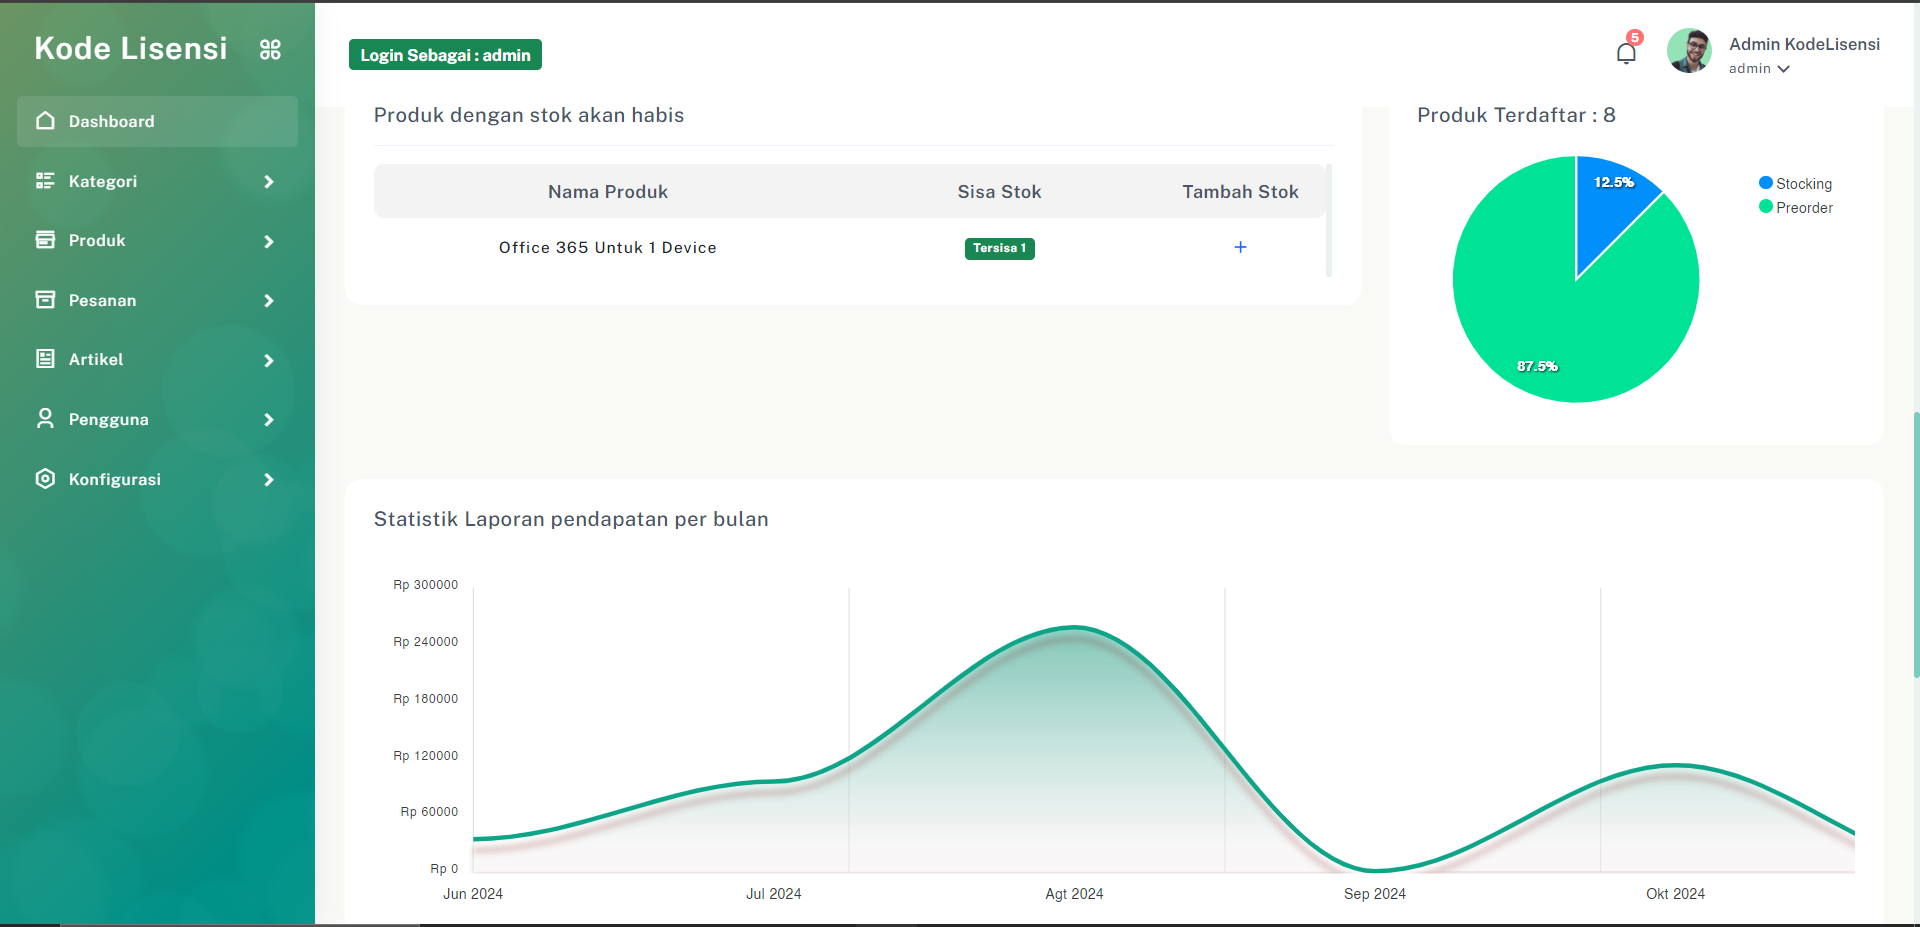 Kode Lisensi
Dashboard
Kategori
Produk
Pesanan
Artikel
Pengguna
Konfigurasi
Login Sebagai : admin
5
Admin KodeLisensi
admin
Produk dengan stok akan habis
Nama Produk Sisa Stok Tambah Stok
Office 365 Untuk 1 Device Tersisa 1 +
Produk Terdaftar : 8
12.5%
87.5%
Stocking
Preorder
Statistik Laporan pendapatan per bulan
Rp 300000
Rp 240000
Rp 180000
Rp 120000
Rp 60000
Rp 0
Jun 2024 Jul 2024 Agt 2024 Sep 2024 Okt 2024